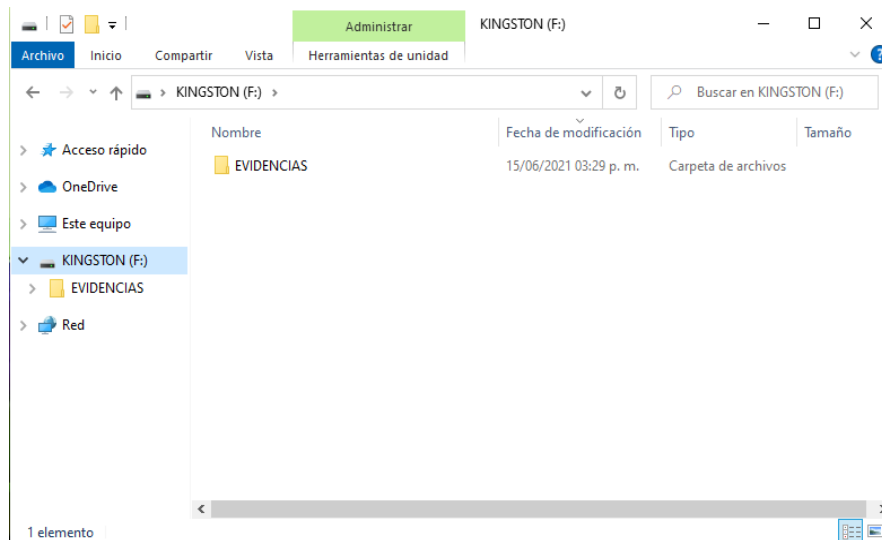 Administrar KINGSTON (F:)
Archivo Inicio Compartir Vista Herramientas de unidad ?
KINGSTON (F:) Buscar en KINGSTON (F:)
Nombre Fecha de modificación Tipo Tamaño
EVIDENCIAS 15/06/2021 03:29 p. m. Carpeta de archivos
Acceso rápido
OneDrive
Este equipo
KINGSTON (F:)
EVIDENCIAS
Red
1 elemento